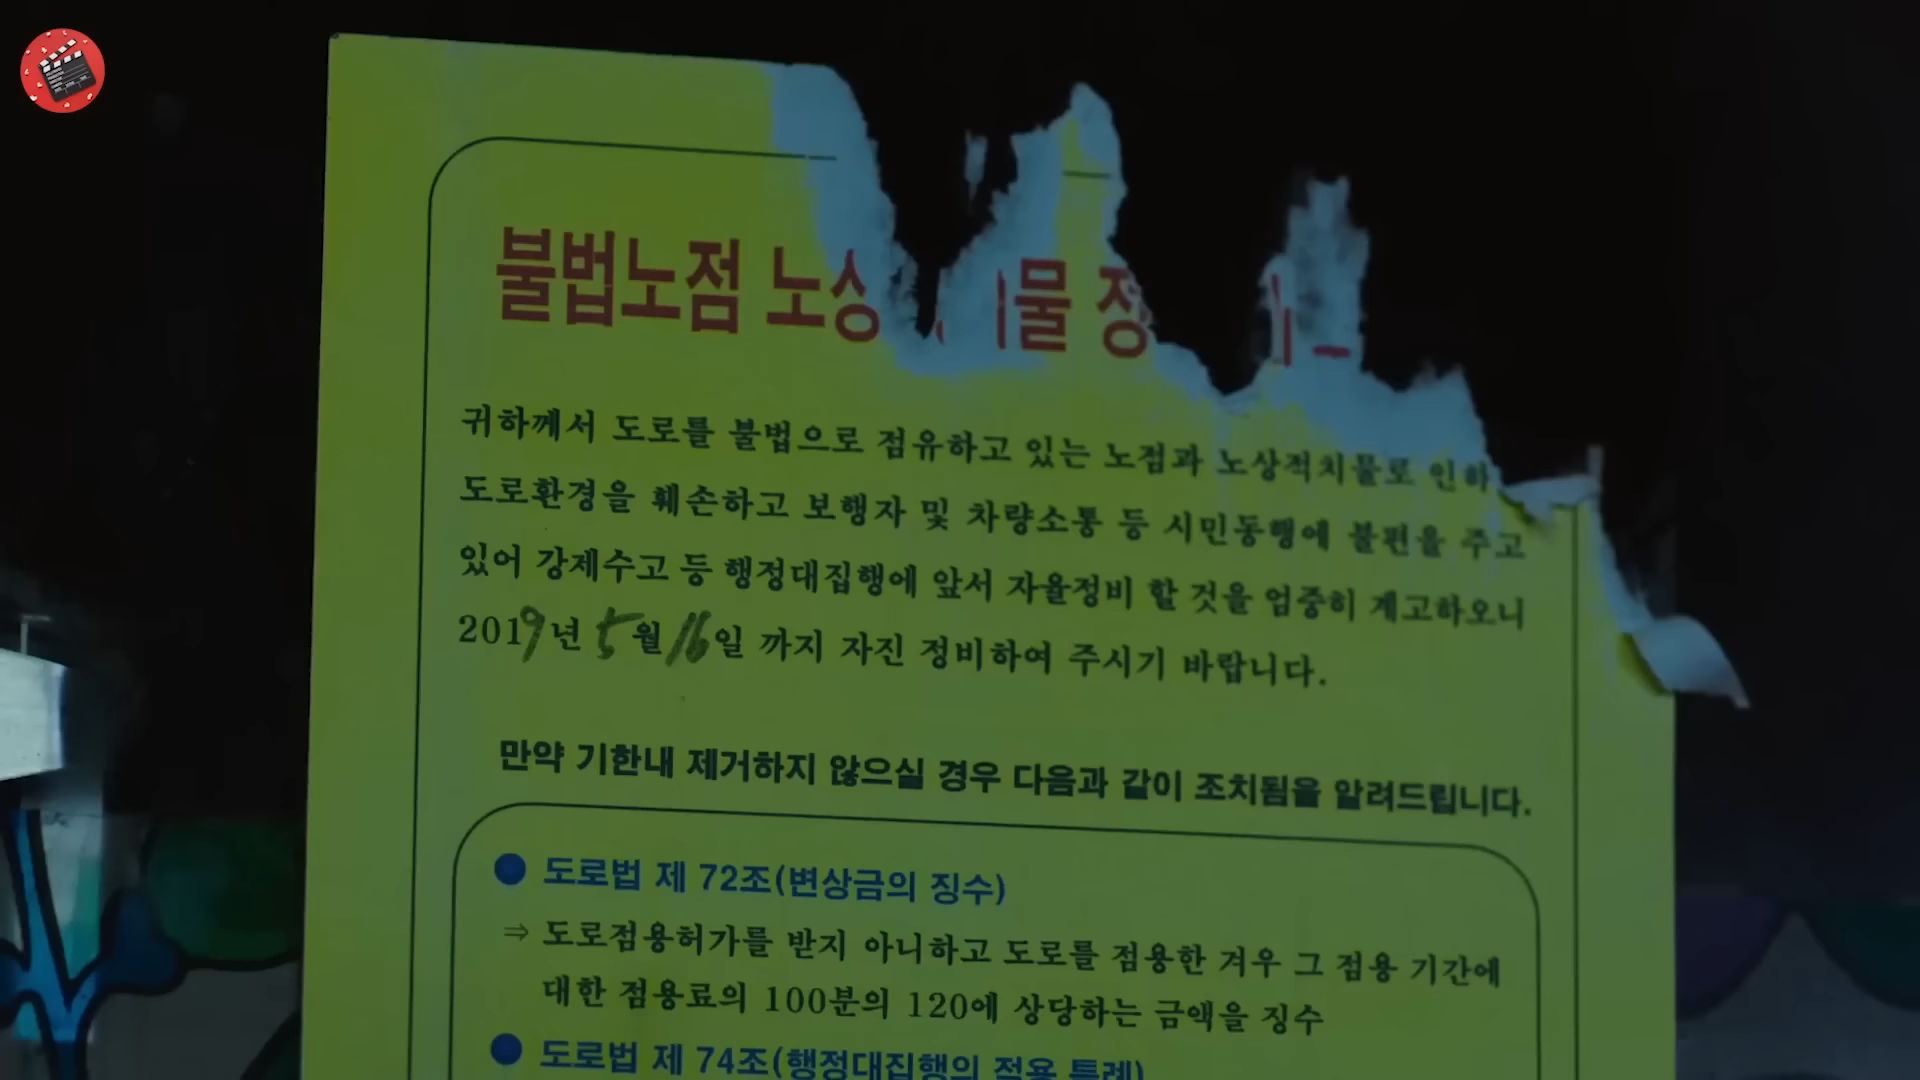 불법노점 노상 물 정
귀하께서 도로를 불법으로 점유하고 있는 노점과 노상적치물로 인하
도로환경을 훼손하고 보행자 및 차량소통 등 시민통행에 불편을 주고
있어 강제수고 등 행정대집행에 앞서 자율정비 할 것을 엄중히 계고하오니
2019년 5월 16일 까지 자진 정비하여 주시기 바랍니다.
만약 기한내 제거하지 않으실 경우 다음과 같이 조치됨을 알려드립니다.
● 도로법 제 72조(변상금의 징수)
⇒ 도로점용허가를 받지 아니하고 도로를 점용한 겨우 그 점용 기간에
대한 점용료의 100분의 120에 상당하는 금액을 징수
● 도로법 제 74조(행정대집행의 적용 특례)